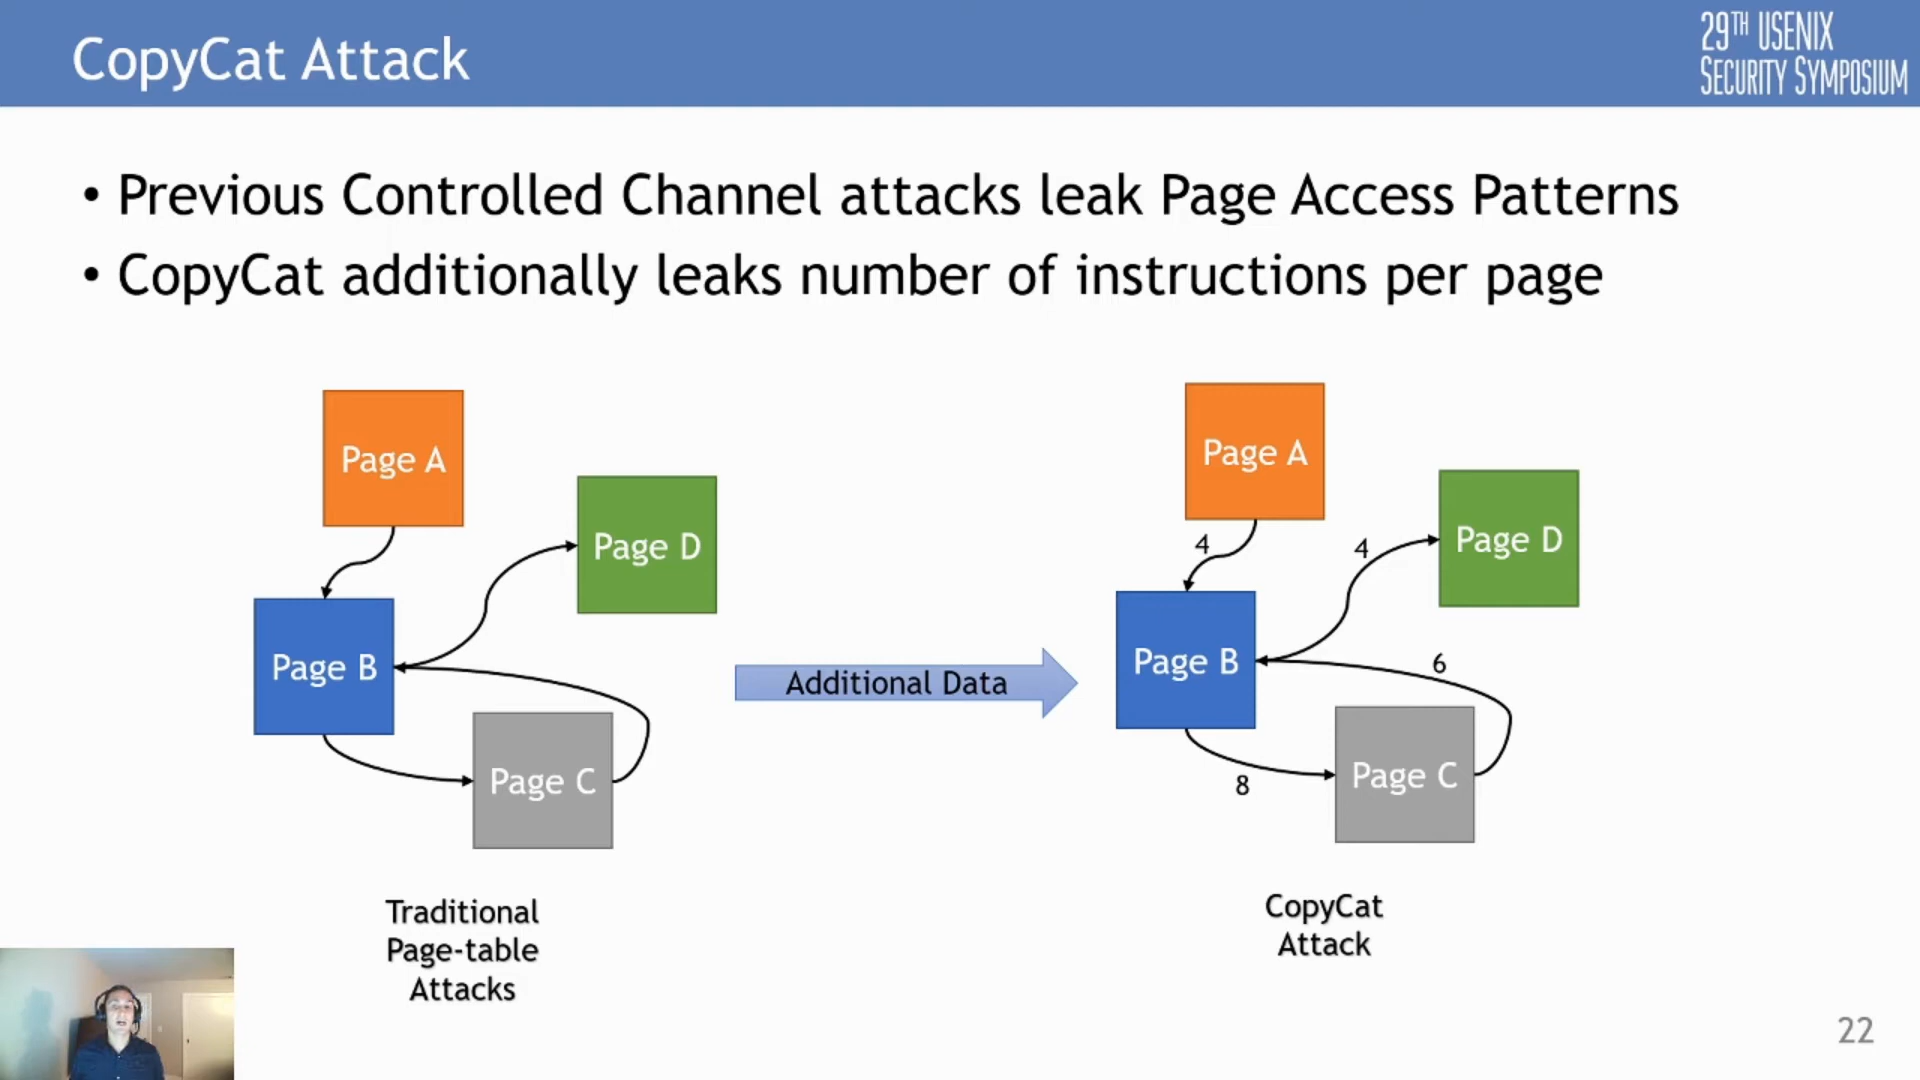 CopyCat Attack
29TH USENIX
SECURITY SYMPOSIUM
• Previous Controlled Channel attacks leak Page Access Patterns
• CopyCat additionally leaks number of instructions per page
Page A
Page D
Page B
Page C
Traditional
Page-table
Attacks
Additional Data
Page A
4
4
Page D
Page B
6
8
Page C
CopyCat
Attack
22